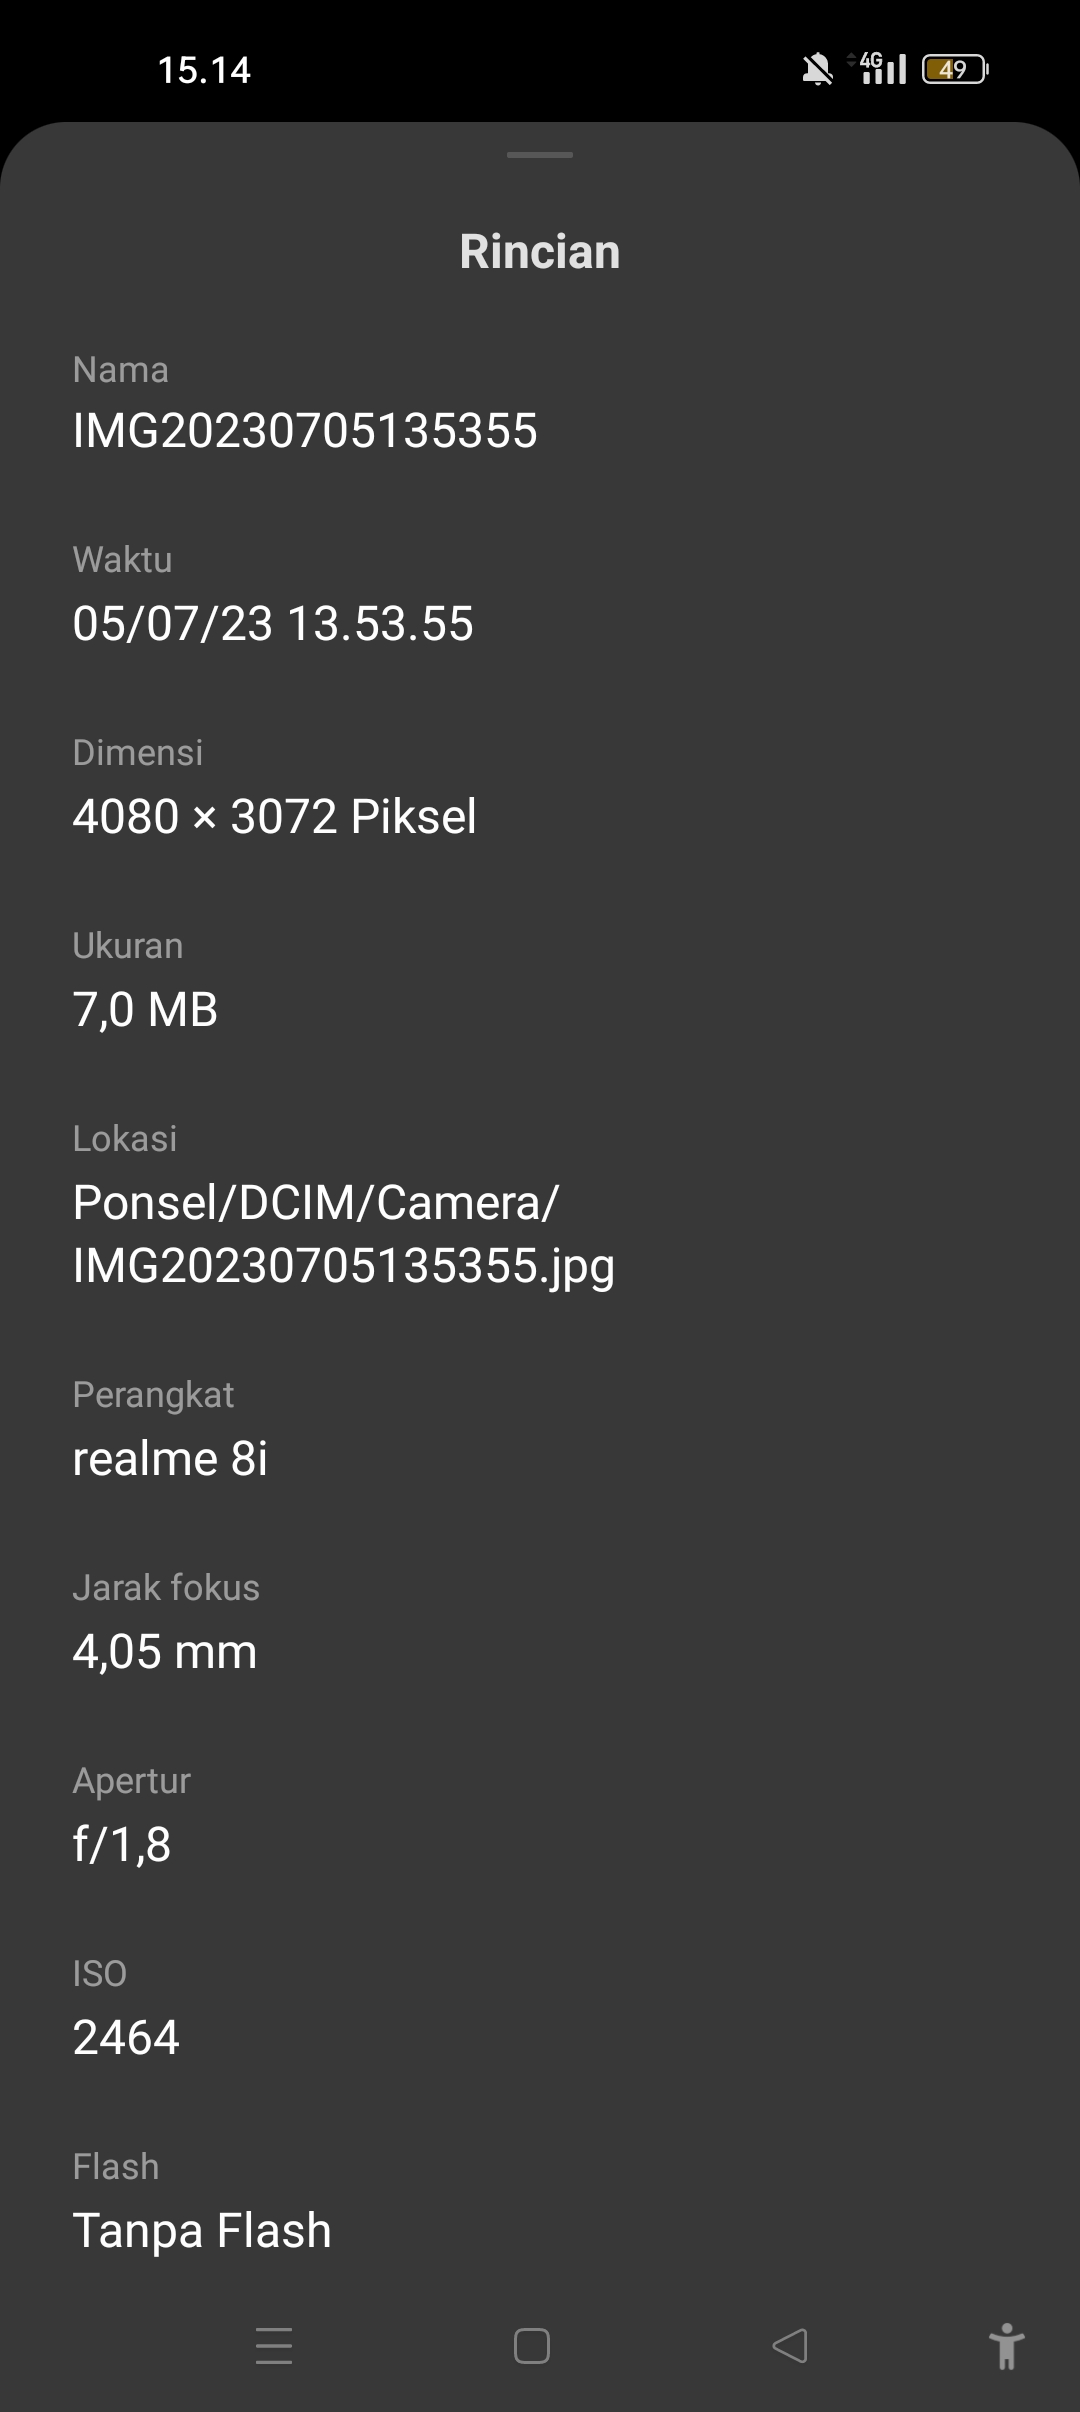 15.14
4G
49
Rincian
Nama
IMG20230705135355
Waktu
05/07/23 13.53.55
Dimensi
4080 × 3072 Piksel
Ukuran
7,0 MB
Lokasi
Ponsel/DCIM/Camera/
IMG20230705135355.jpg
Perangkat
realme 8i
Jarak fokus
4,05 mm
Apertur
f/1,8
ISO
2464
Flash
Tanpa Flash